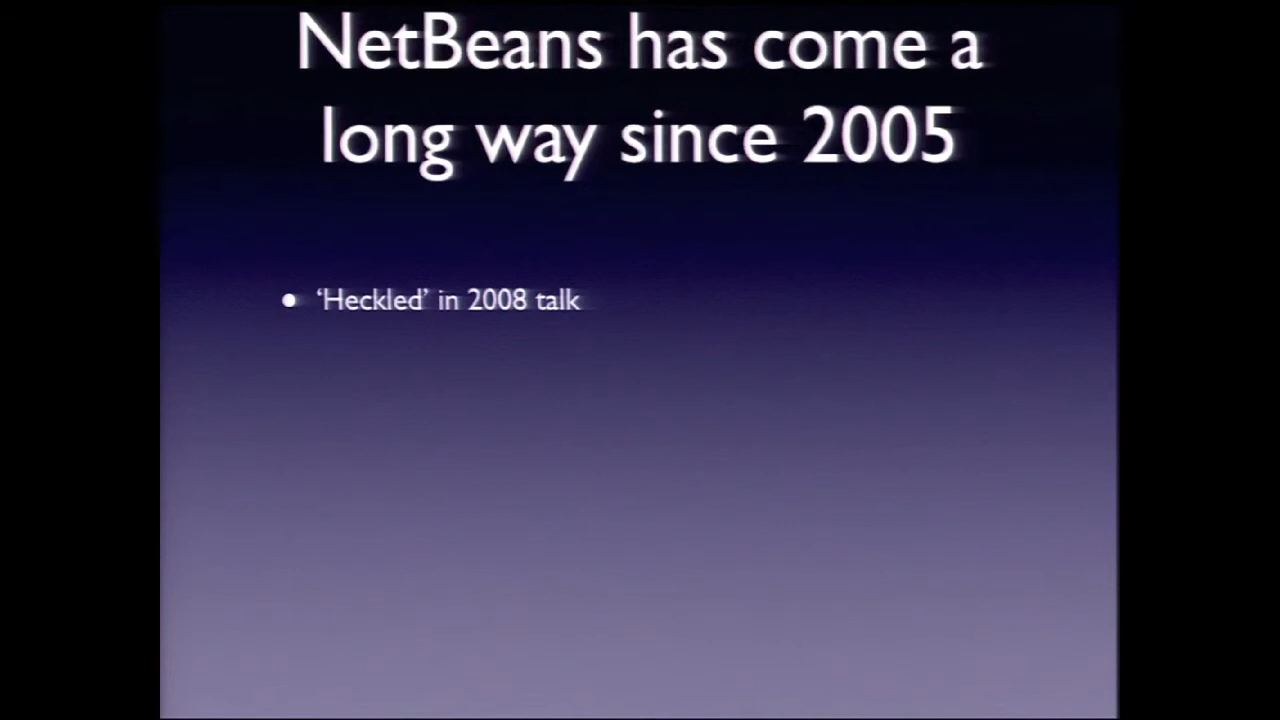 NetBeans has come a
long way since 2005
• ‘Heckled’ in 2008 talk